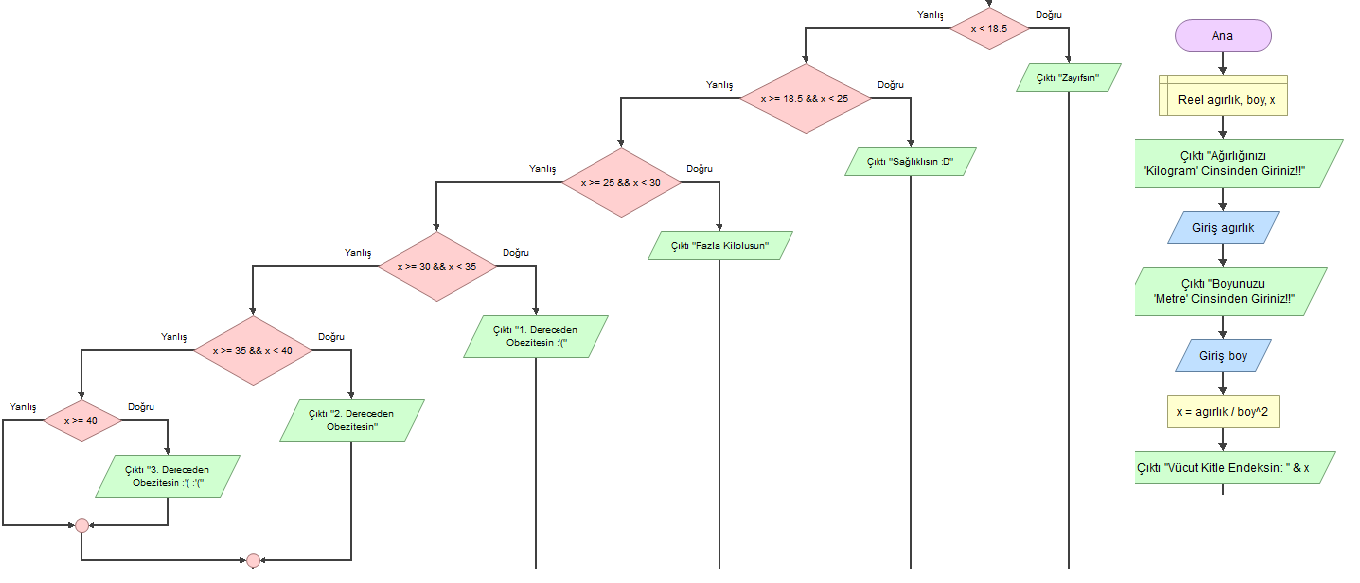 Ana
Reel agırlık, boy, x
Çıktı "Ağırlığınızı
'Kilogram' Cinsinden Giriniz!!"
Giriş agırlık
Çıktı "Boyunuzu
'Metre' Cinsinden Giriniz!!"
Giriş boy
x = agırlık / boy^2
Çıktı "Vücut Kitle Endeksin: " & x
Yanlış
Doğru
x < 18.5
Çıktı "Zayıfsın"
Yanlış
Doğru
x >= 18.5 && x < 25
Çıktı "Sağlıklısın :D"
Yanlış
Doğru
x >= 25 && x < 30
Çıktı "Fazla Kilolusun"
Yanlış
Doğru
x >= 30 && x < 35
Çıktı "1. Dereceden
Obezitesin :'("
Yanlış
Doğru
x >= 35 && x < 40
Çıktı "2. Dereceden
Obezitesin"
Yanlış
Doğru
x >= 40
Çıktı "3. Dereceden
Obezitesin :'( :'("